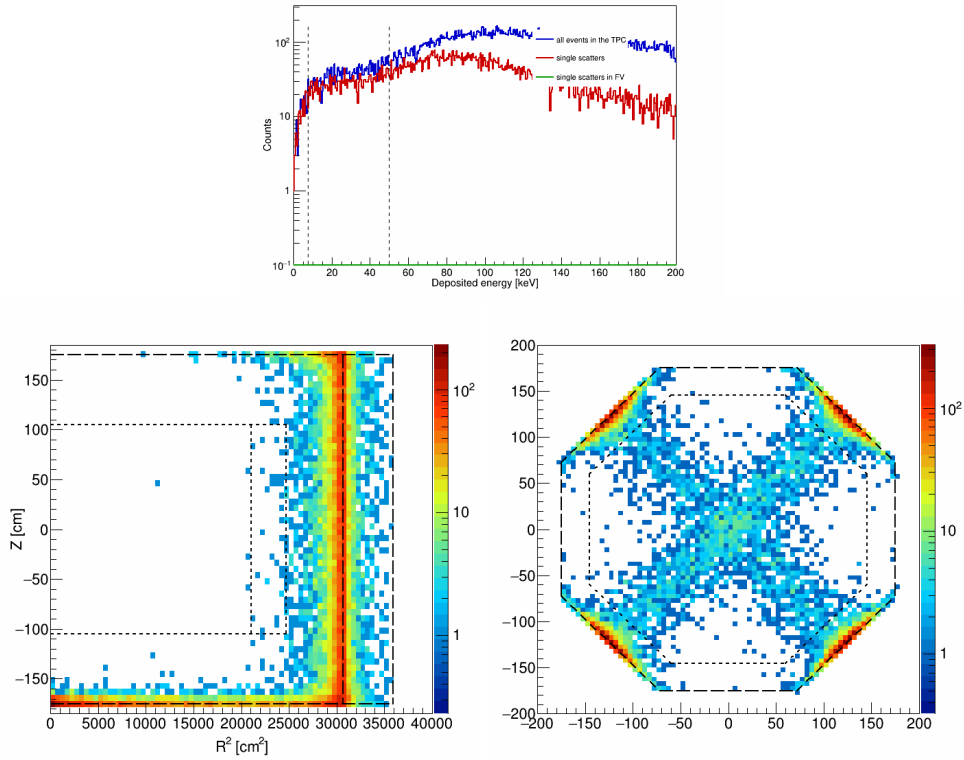 10²
10
1
10⁻¹
Counts
all events in the TPC
single scatters
single scatters in FV
0 20 40 60 80 100 120 140 160 180 200
Deposited energy [keV]
150
100
50
0
−50
−100
−150
Z [cm]
0 5000 10000 15000 20000 25000 30000 35000 40000
R² [cm²]
10²
10
1
200
150
100
50
0
−50
−100
−150
−200
−200 −150 −100 −50 0 50 100 150 200
10²
10
1